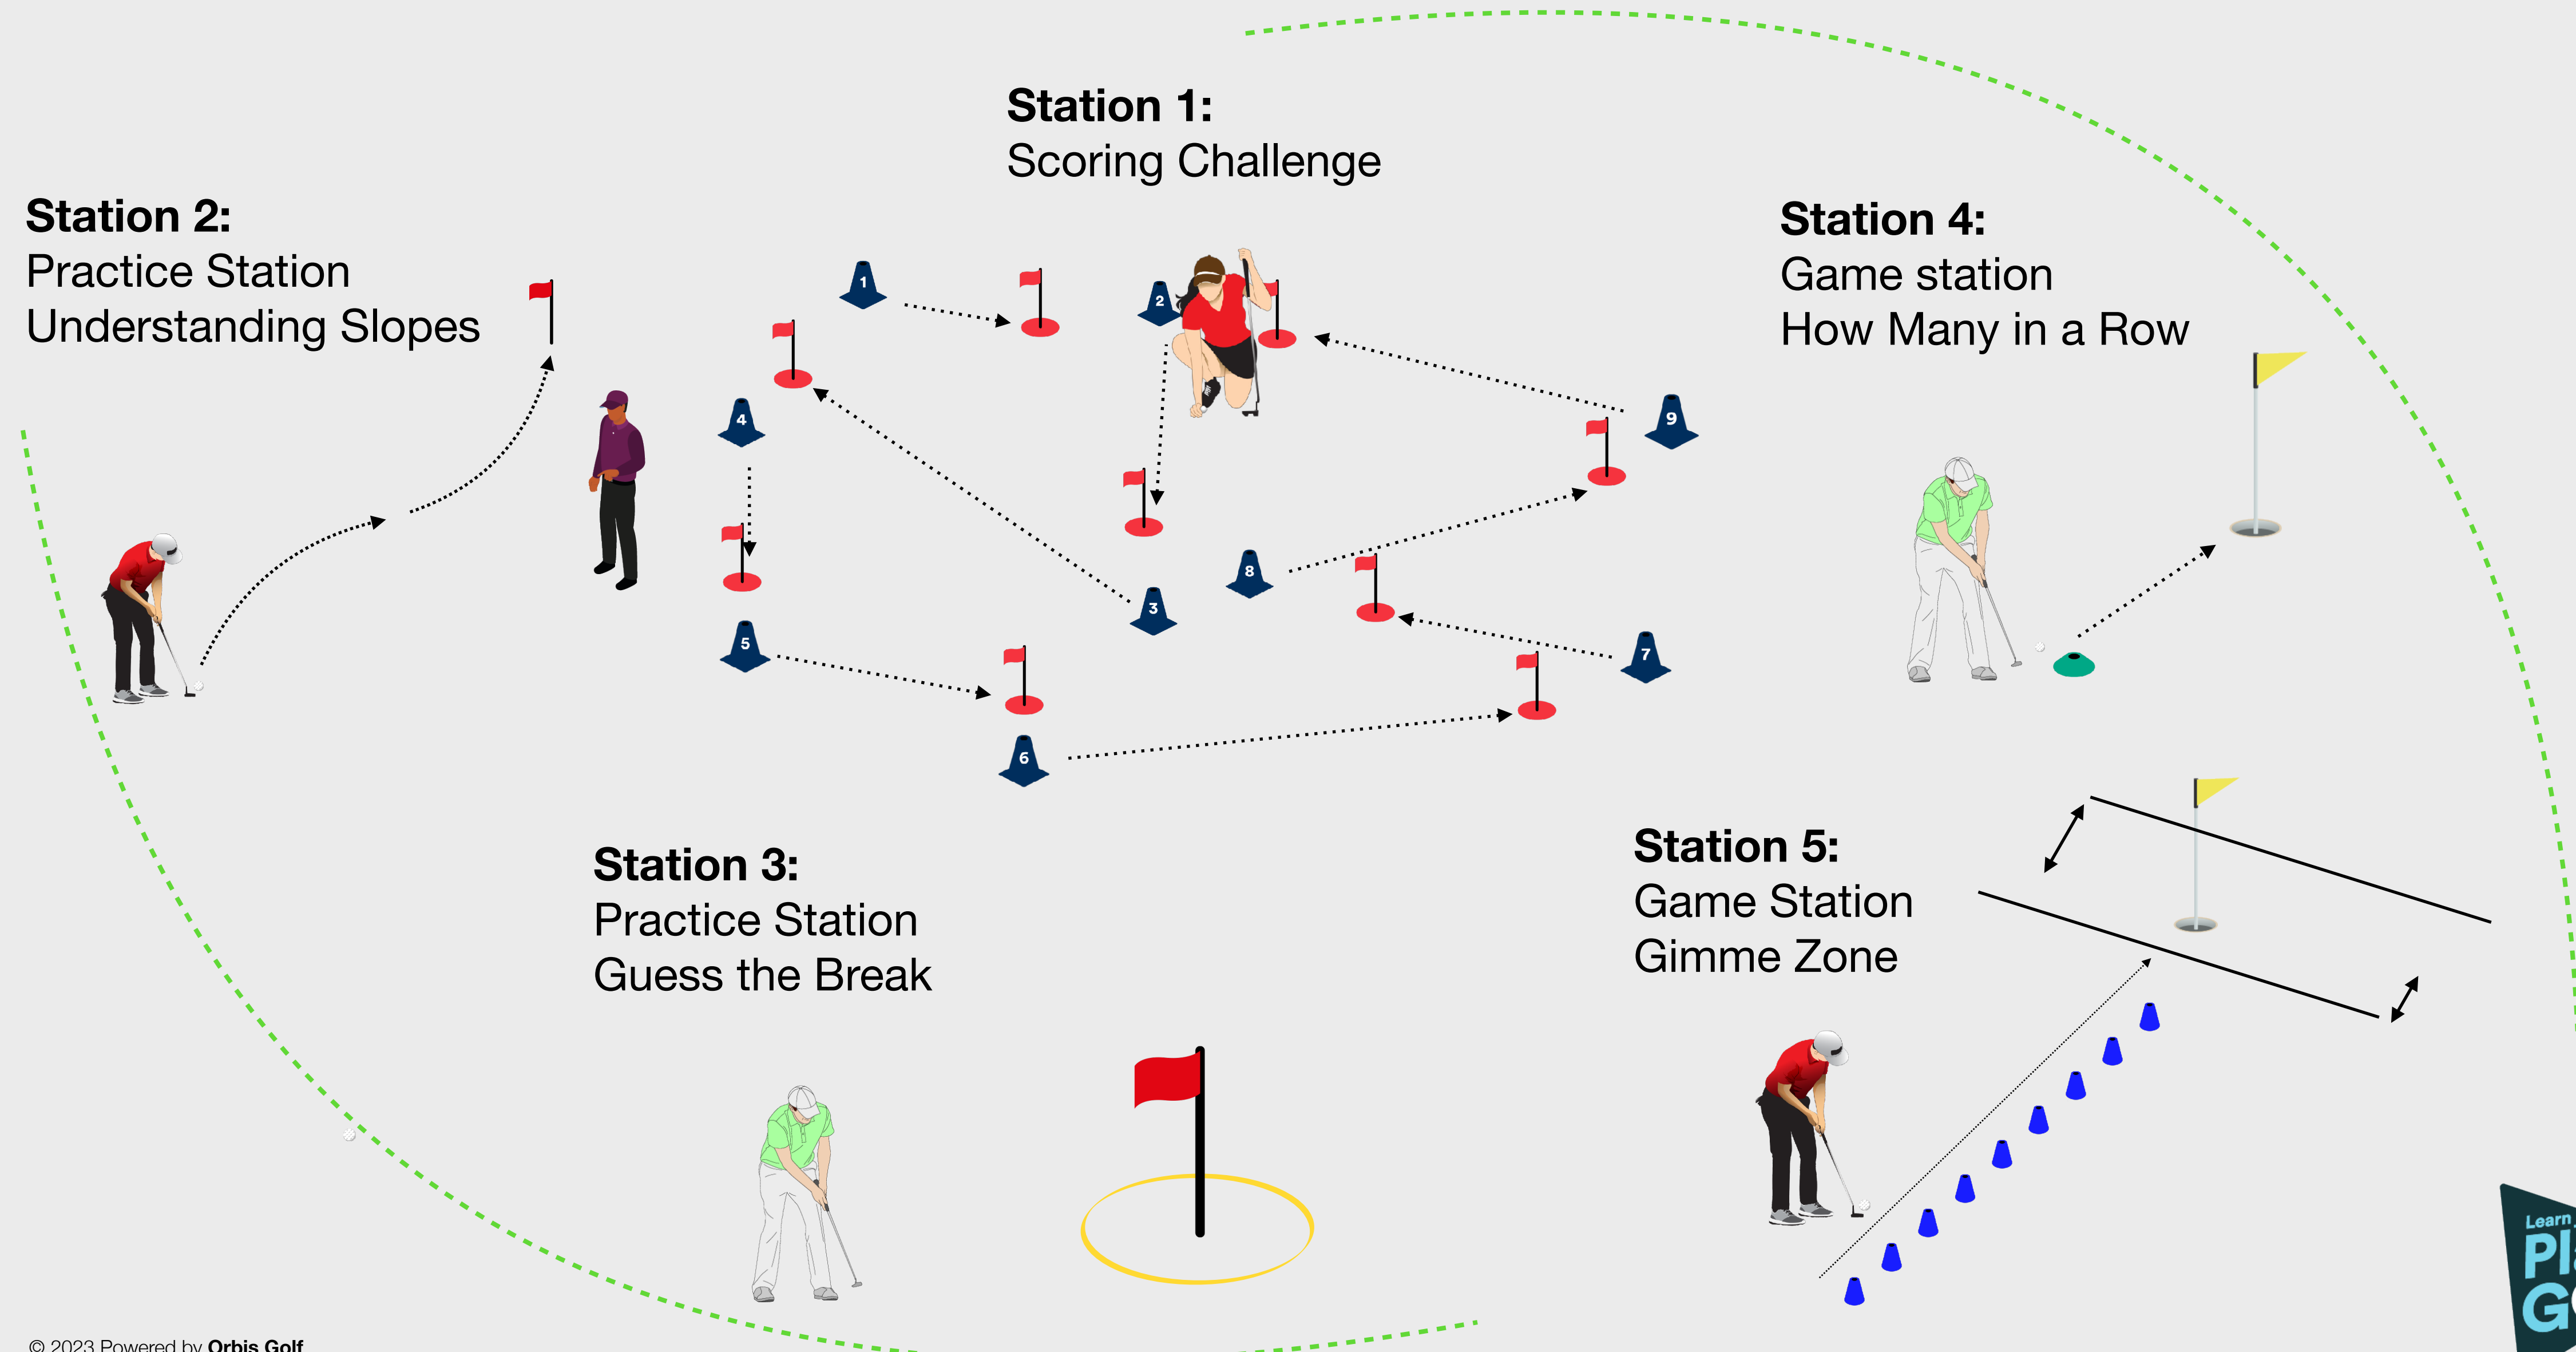 Station 1:
Scoring Challenge
Station 2:
Practice Station
Understanding Slopes
Station 4:
Game station
How Many in a Row
1
2
4
9
8
3
5
7
6
Station 3:
Practice Station
Guess the Break
Station 5:
Game Station
Gimme Zone
Learn
© 2023 Powered by Orbis Golf